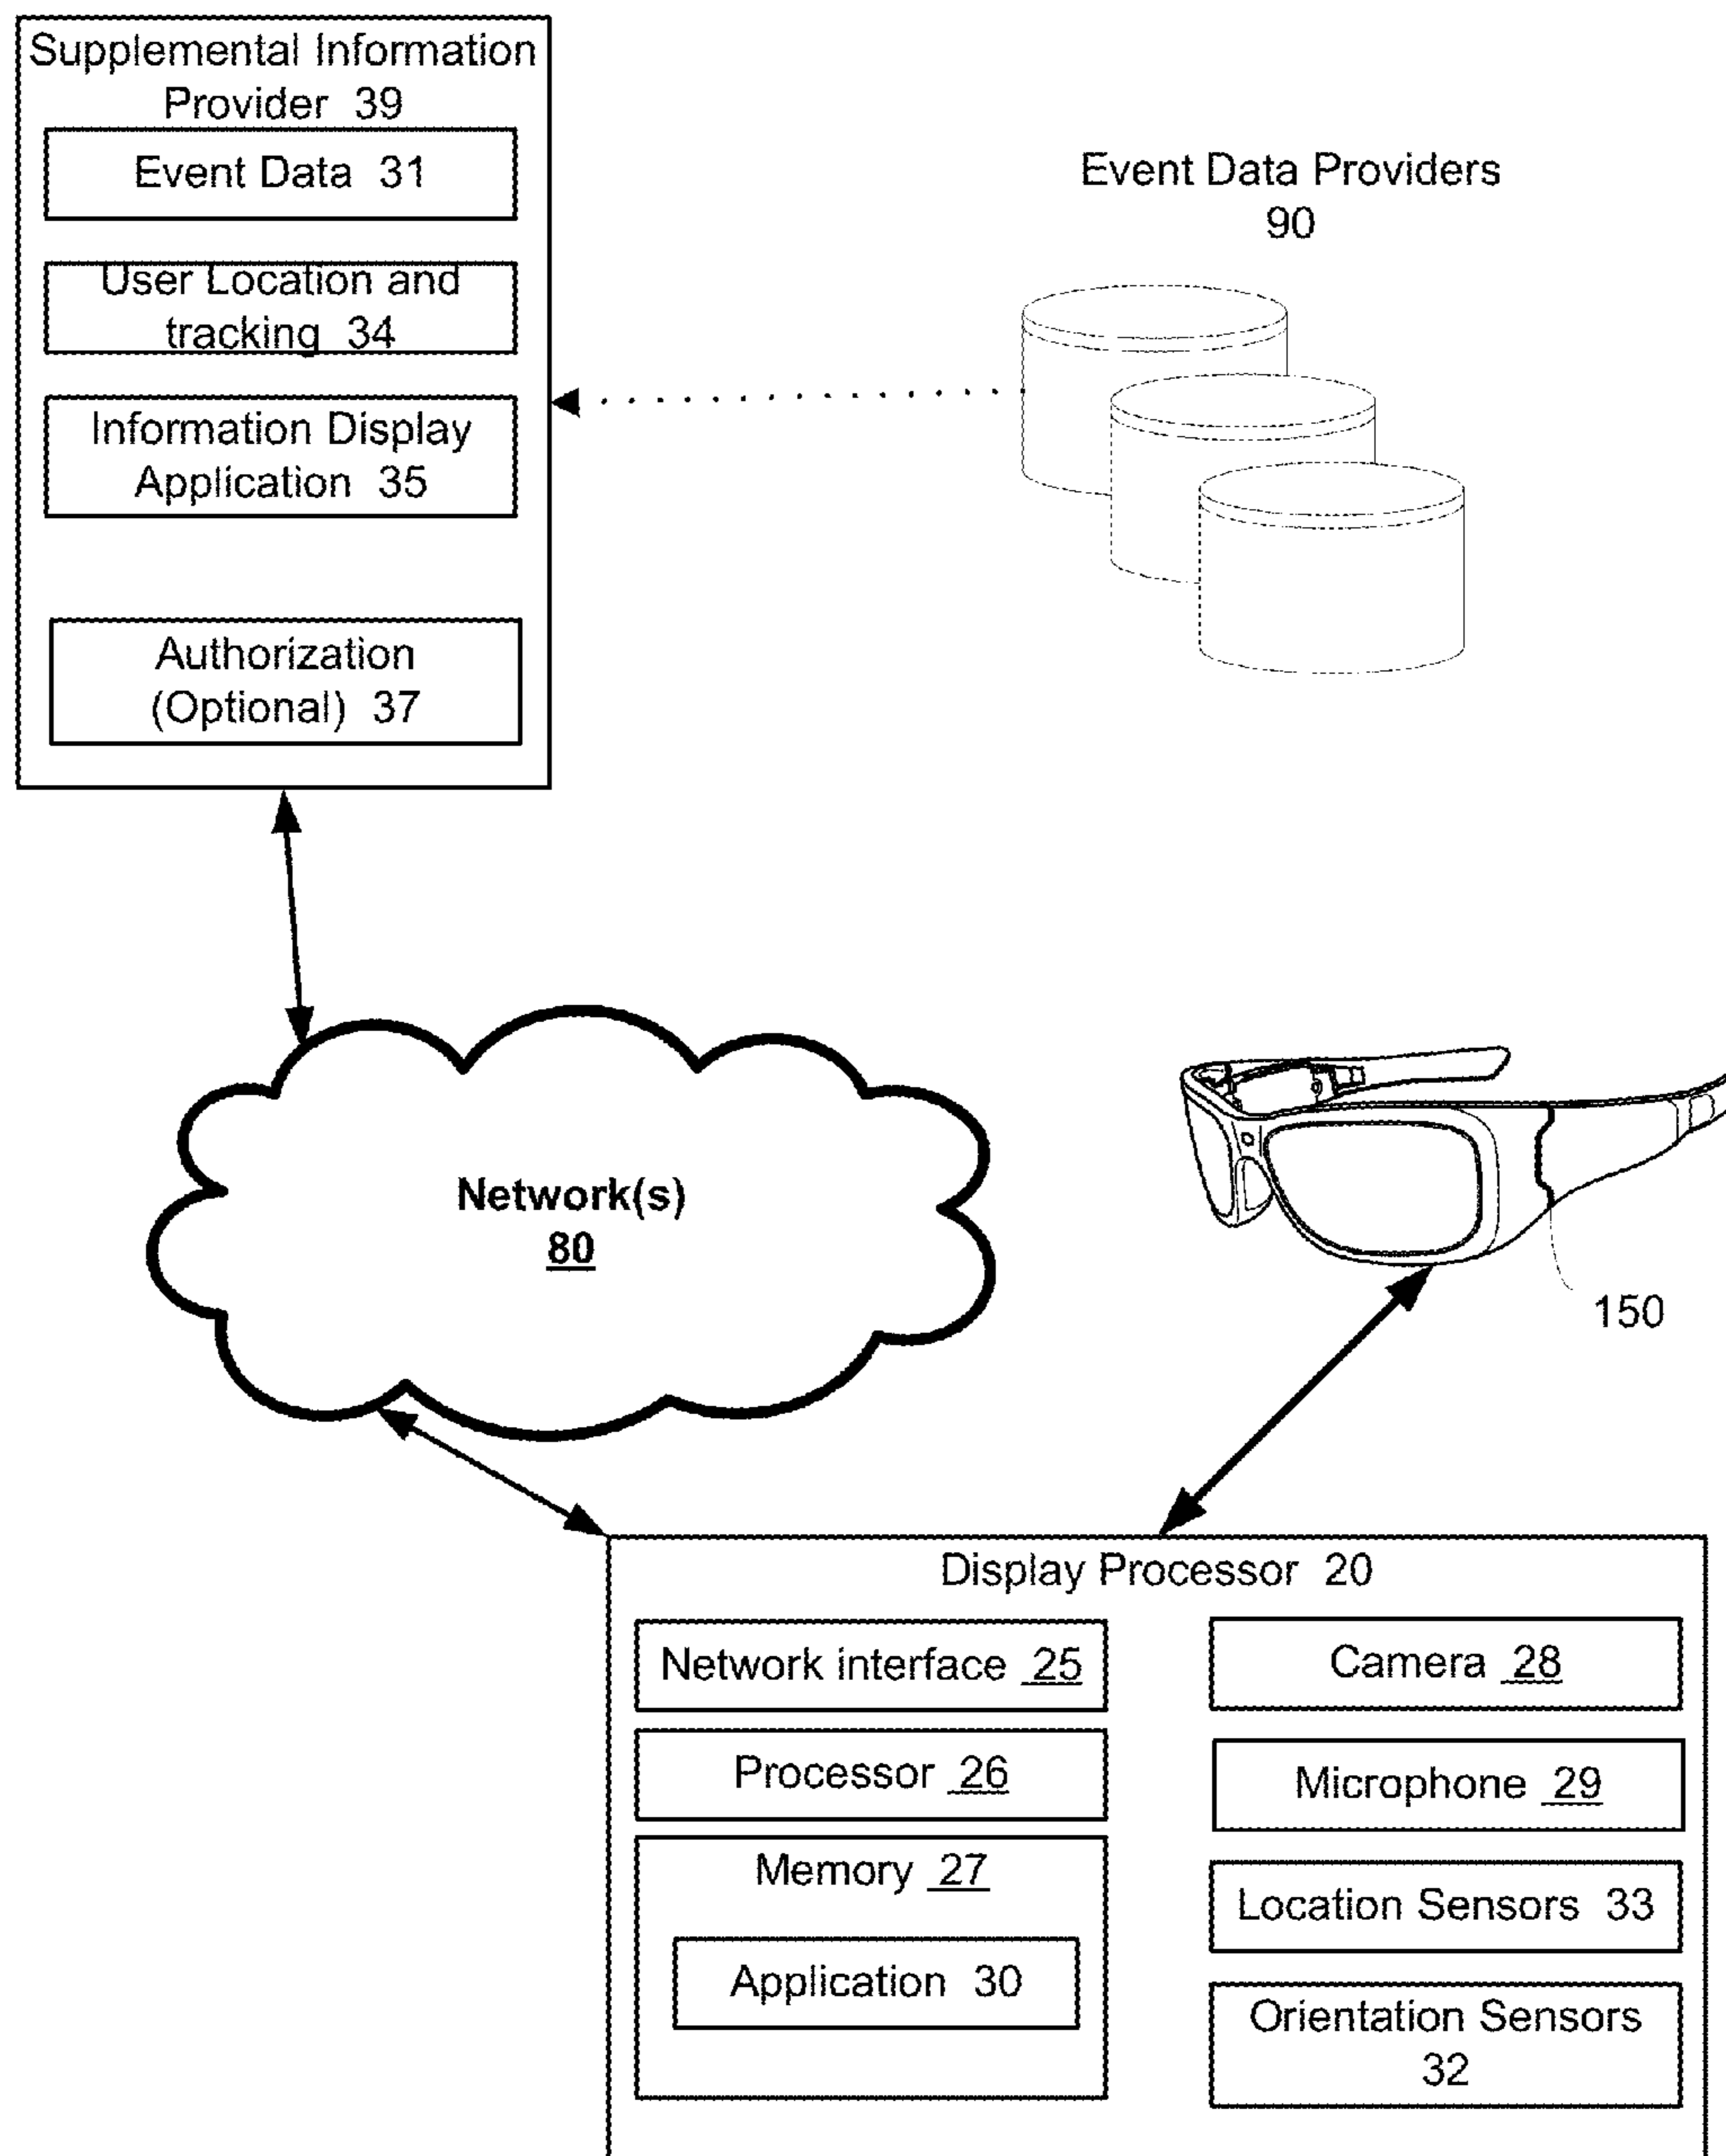 Supplemental Information
Provider 39
Event Data 31
User Location and
tracking 34
Information Display
Application 35
Authorization
(Optional) 37
Event Data Providers
90
Network(s)
80
150
Display Processor 20
Network interface 25
Processor 26
Memory 27
Application 30
Camera 28
Microphone 29
Location Sensors 33
Orientation Sensors
32